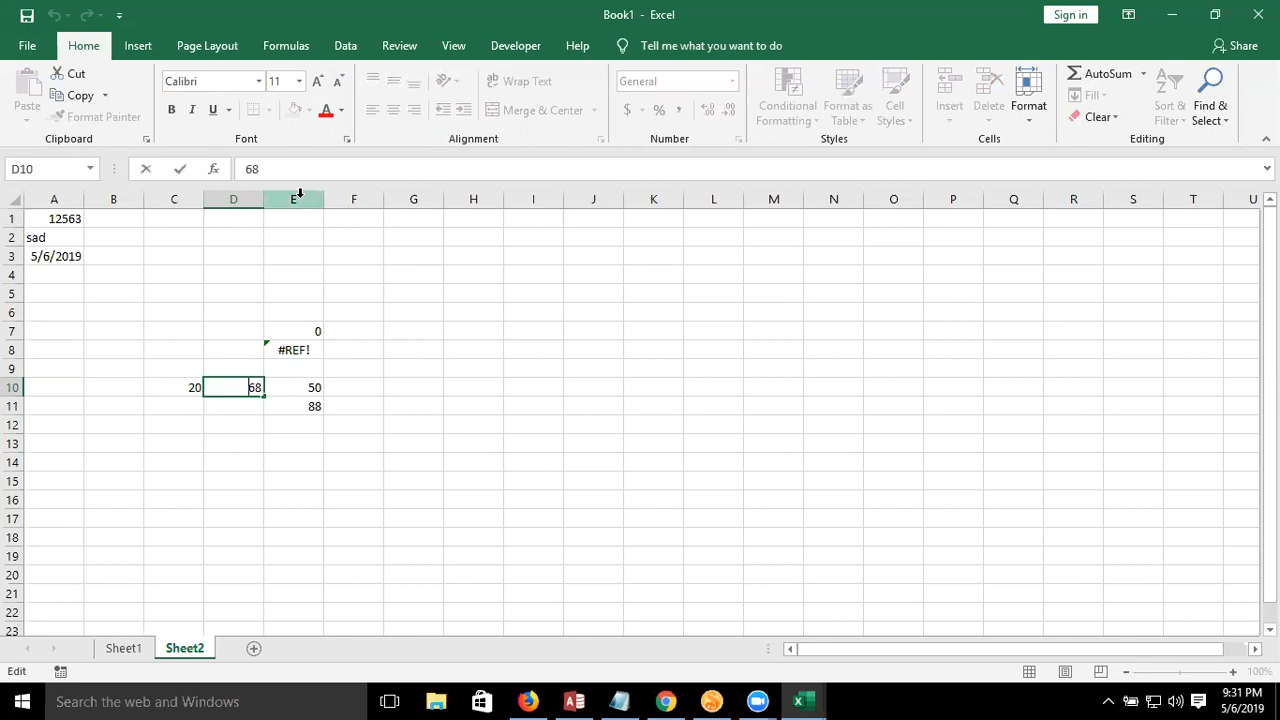 Book1 - Excel
Sign in
File Home Insert Page Layout Formulas Data Review View Developer Help Tell me what you want to do Share
Paste
Cut
Copy
Format Painter
Clipboard
Calibri 11 A A
B I U A
Font
Wrap Text
Merge & Center
Alignment
General
$ % ,
Number
Conditional
Formatting
Format as
Table
Cell
Styles
Styles
Insert Delete Format
Cells
AutoSum
Fill
Clear
Sort &
Filter
Find &
Select
Editing
D10 fx 68
A B C D E F G H I J K L M N O P Q R S T U
1 12563
2 sad
3 5/6/2019
4
5
6
7 0
8 #REF!
9
10 20 68 50
11 88
12
13
14
15
16
17
18
19
20
21
22
23
Sheet1 Sheet2
Edit 100%
Search the web and Windows
9:31 PM
5/6/2019